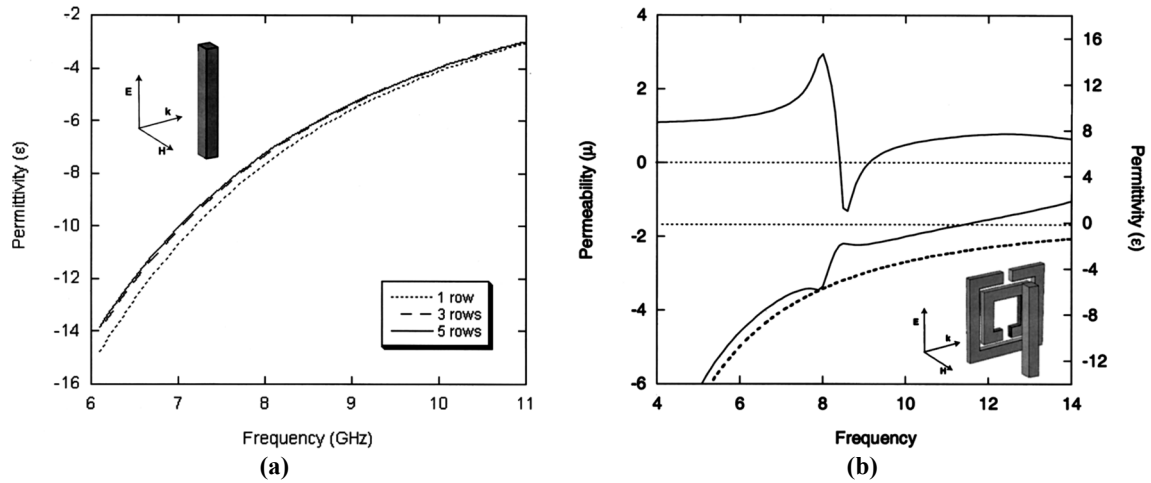 -2
-4
-6
-8
-10
-12
-14
-16
6
7
8
9
10
11
Permittivity (ε)
Frequency (GHz)
E
k
H
1 row
3 rows
5 rows
(a)
4
2
0
-2
-4
-6
4
6
8
10
12
14
16
12
8
4
0
-4
-8
-12
Permeability (μ)
Permittivity (ε)
Frequency
E
k
H
(b)